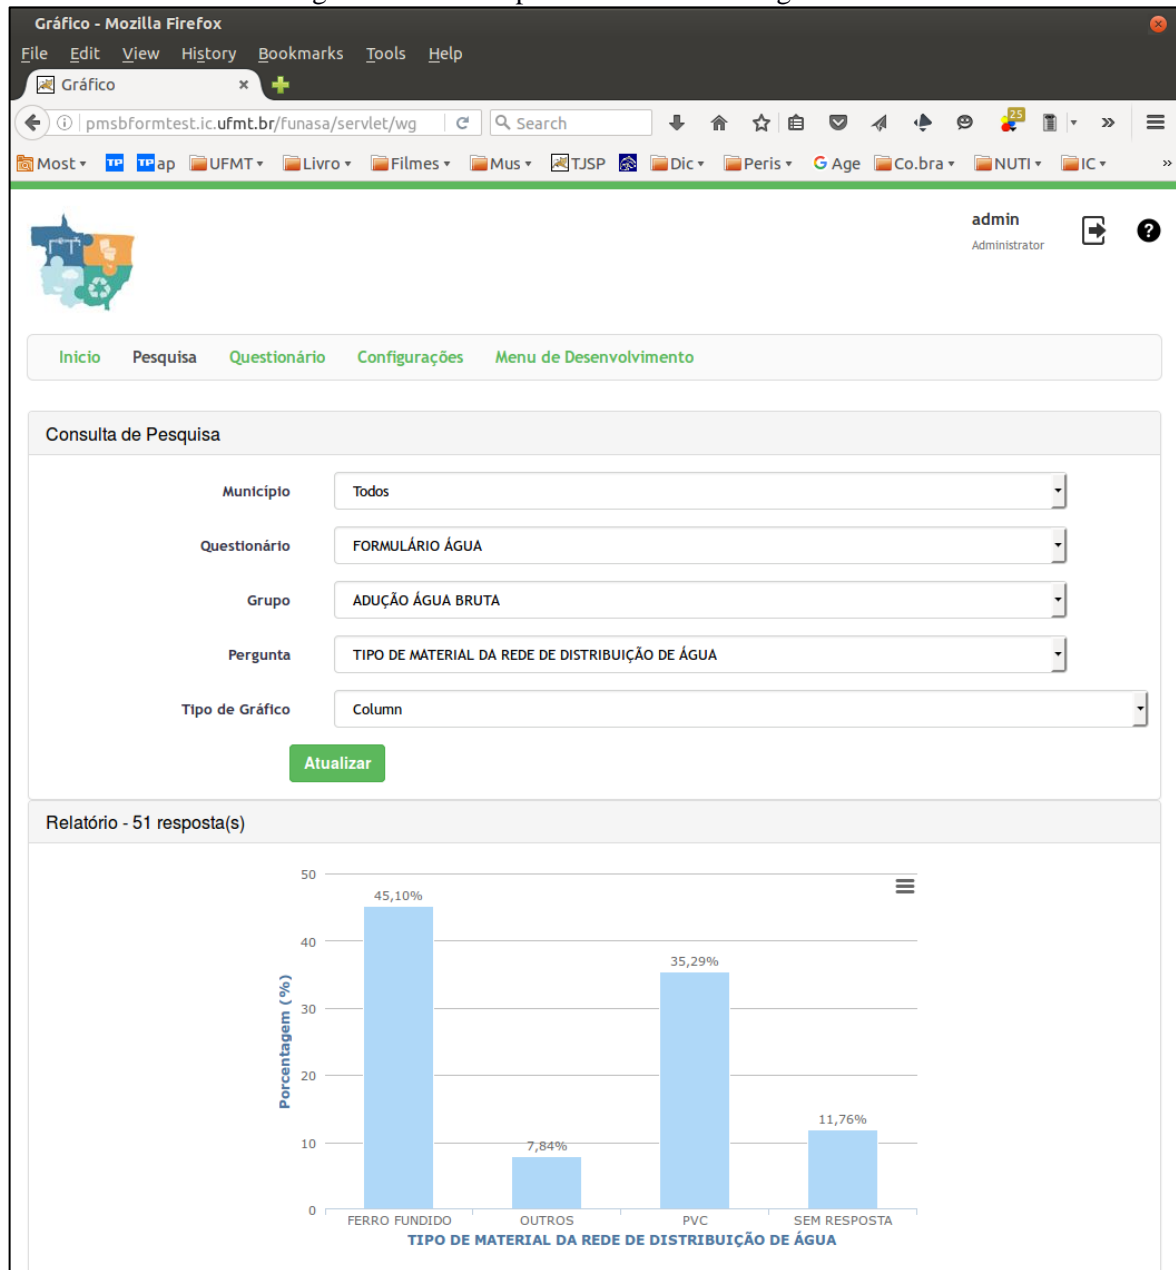 Gráfico - Mozilla Firefox
File Edit View History Bookmarks Tools Help
Gráfico
pmsbformtest.ic.ufmt.br/funasa/servlet/wg Search 25
Most TP TP ap UFMT Livro Filmes Mus TJSP Dic Peris G Age Co.bra NUTI IC »
admin
Administrator
Inicio Pesquisa Questionário Configurações Menu de Desenvolvimento
Consulta de Pesquisa
Município Todos
Questionário FORMULÁRIO ÁGUA
Grupo ADUÇÃO ÁGUA BRUTA
Pergunta TIPO DE MATERIAL DA REDE DE DISTRIBUIÇÃO DE ÁGUA
Tipo de Gráfico Column
Atualizar
Relatório - 51 resposta(s)
50
45,10%
40
35,29%
30
Porcentagem (%)
20
11,76%
10
7,84%
0
FERRO FUNDIDO OUTROS PVC SEM RESPOSTA
TIPO DE MATERIAL DA REDE DE DISTRIBUIÇÃO DE ÁGUA